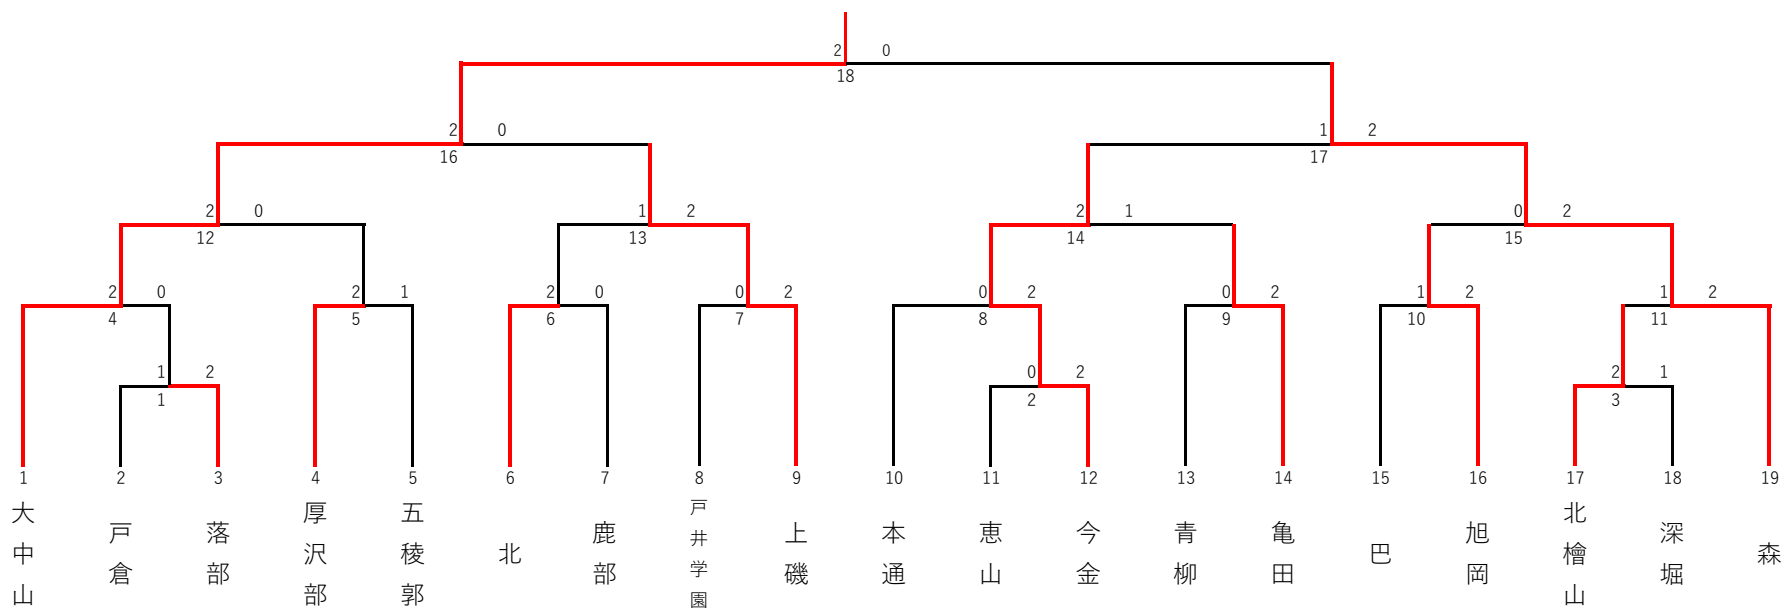 2 0
18
2 0 1 2
16 17
2 0 1 2 2 1 0 2
12 13 14 15
2 0 2 1 2 0 0 2 0 2 0 2 1 2 1 2
4 5 6 7 8 9 10 11
1 2 0 2 2 1
1 2 3
1 2 3 4 5 6 7 8 9 10 11 12 13 14 15 16 17 18 19
大中山
戸倉
落部
厚沢部
五稜郭
北
鹿部
戸井学園
上磯
本通
恵山
今金
青柳
亀田
巴
旭岡
北檜山
深堀
森